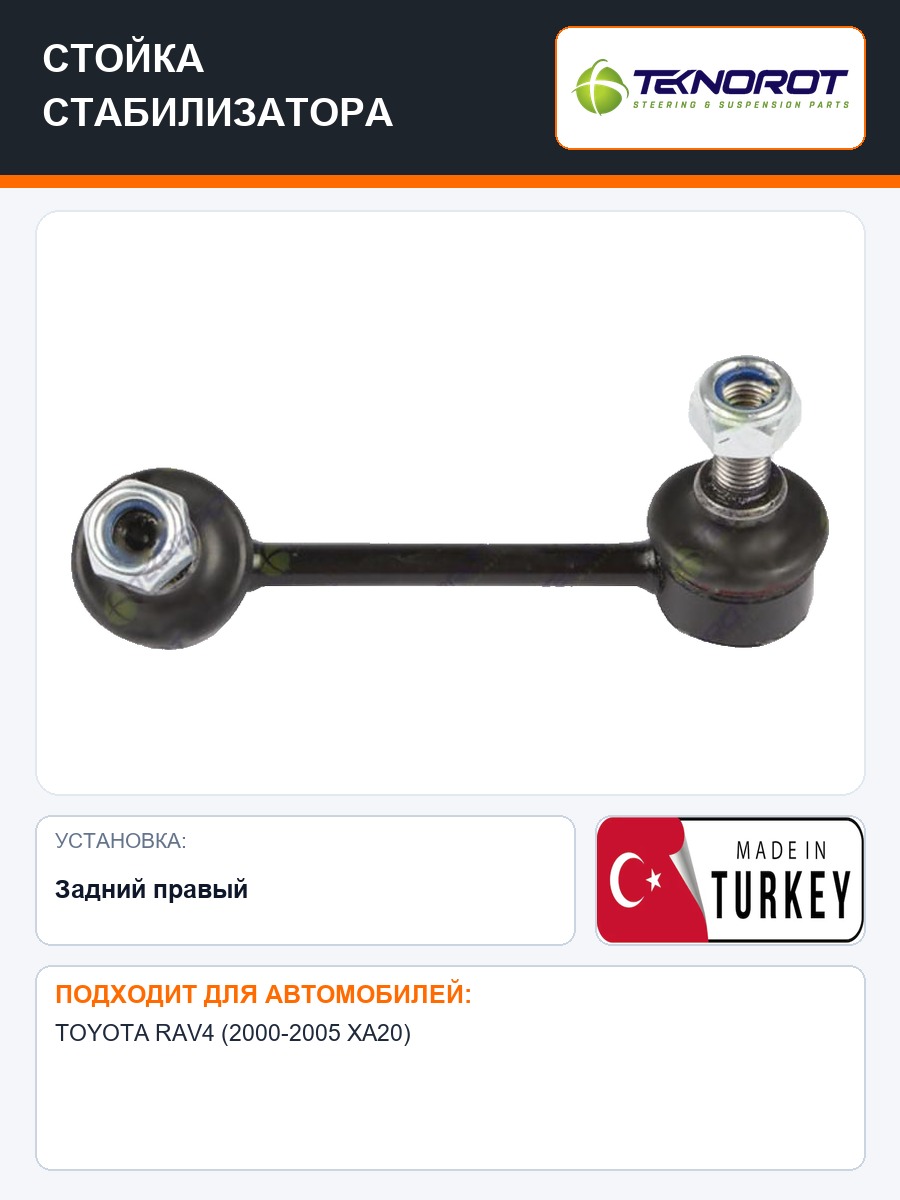 СТОЙКА
СТАБИЛИЗАТОРА
TEKNOROT
STEERING & SUSPENSION PARTS
УСТАНОВКА:
Задний правый
MADE IN
TURKEY
ПОДХОДИТ ДЛЯ АВТОМОБИЛЕЙ:
TOYOTA RAV4 (2000-2005 XA20)